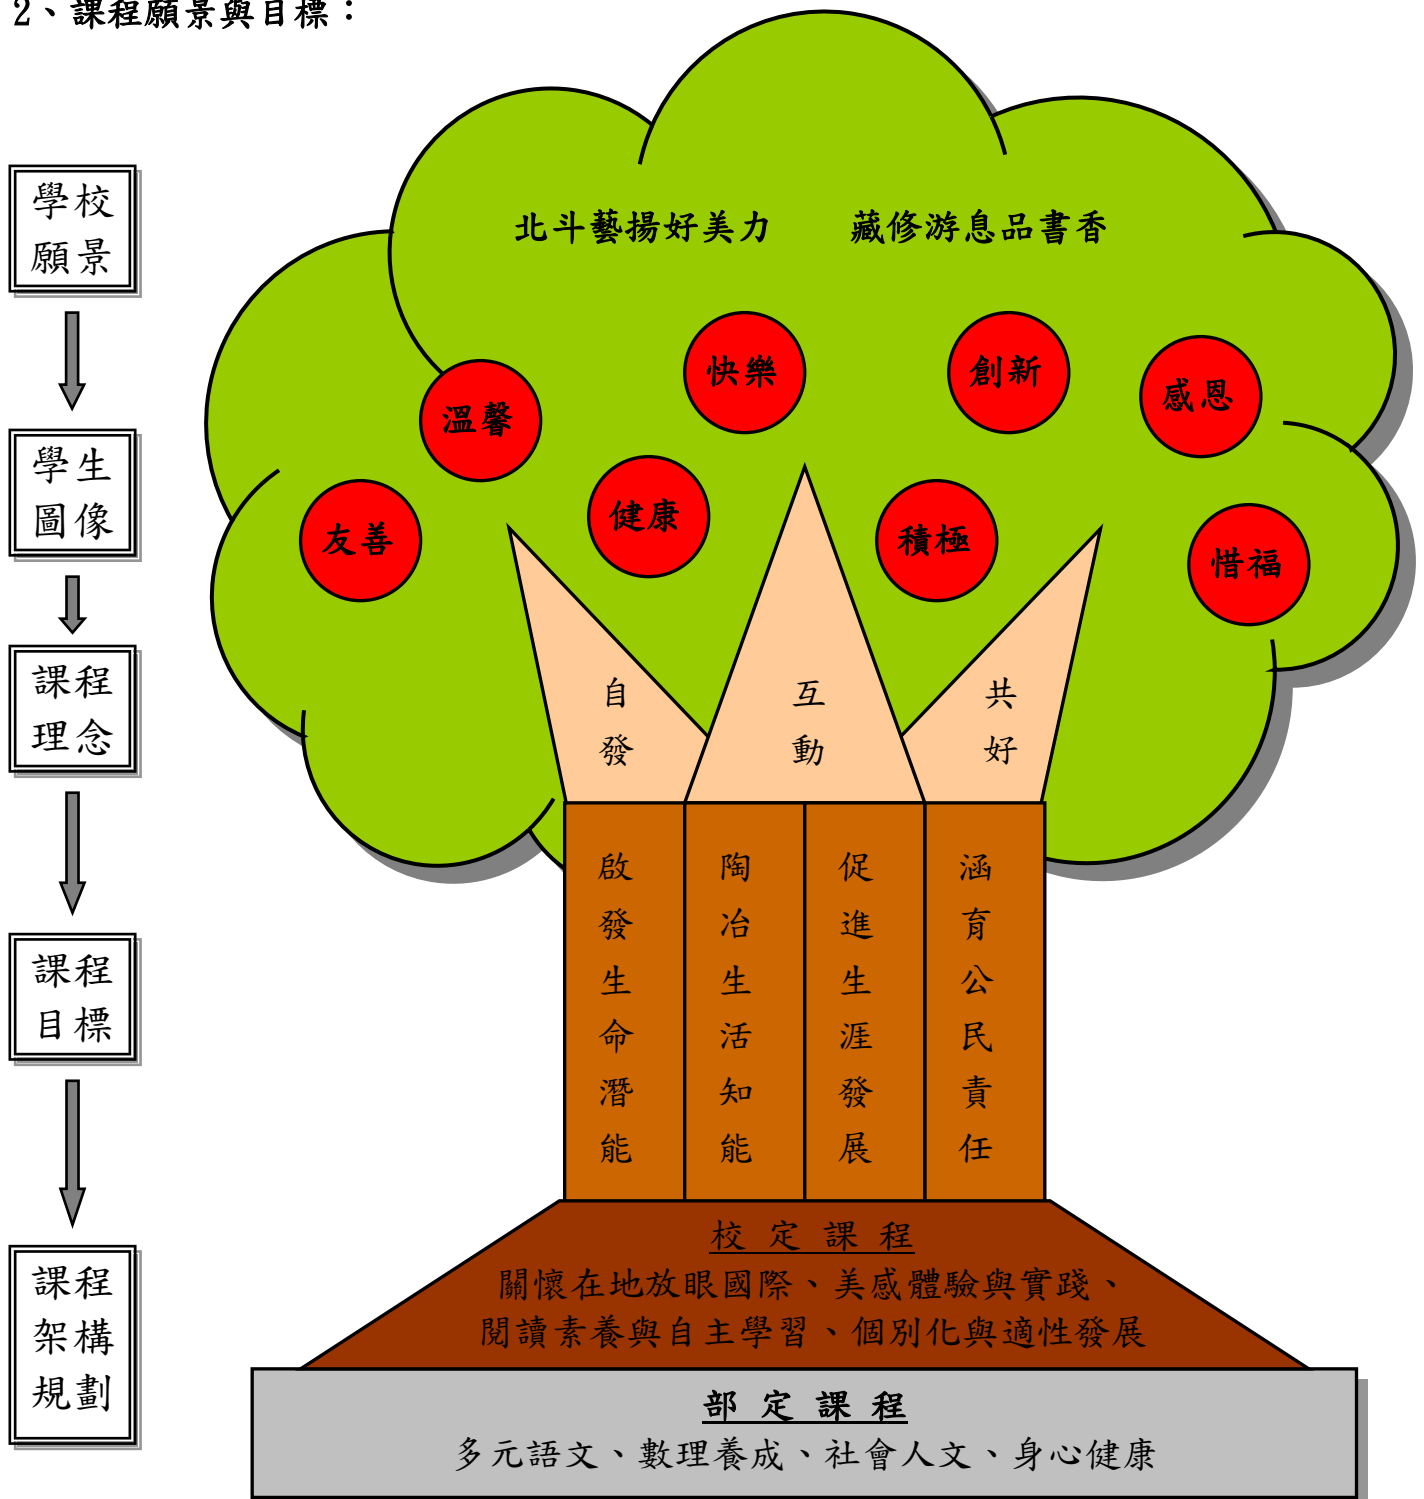 2、課程願景與目標：
學校
願景
學生
圖像
課程
理念
課程
目標
課程
架構
規劃
北斗藝揚好美力　藏修游息品書香
快樂
創新
感恩
溫馨
健康
積極
友善
惜福
自發
互動
共好
啟發生命潛能
陶冶生活知能
促進生涯發展
涵育公民責任
校定課程
關懷在地放眼國際、美感體驗與實踐、
閱讀素養與自主學習、個別化與適性發展
部定課程
多元語文、數理養成、社會人文、身心健康